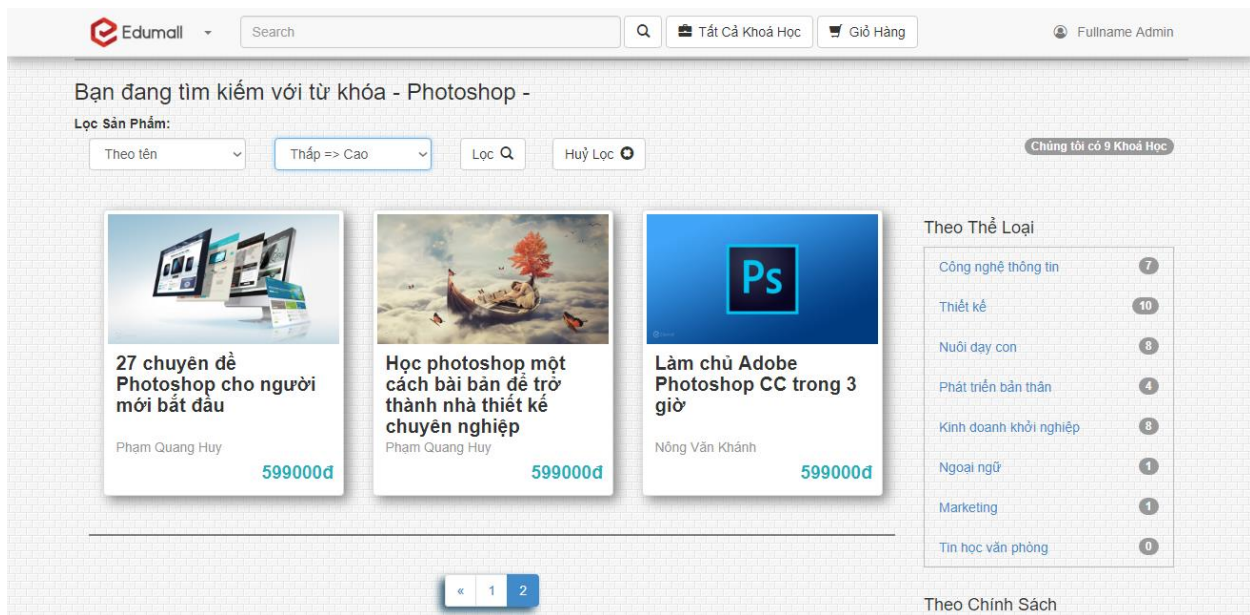 Edumall
Search
Tất Cả Khoá Học
Giỏ Hàng
Fullname Admin
Bạn đang tìm kiếm với từ khóa - Photoshop -
Lọc Sản Phẩm:
Theo tên
Thấp => Cao
Lọc
Huỷ Lọc
Chúng tôi có 9 Khoá Học
27 chuyên đề
Photoshop cho người
mới bắt đầu
Phạm Quang Huy
599000đ
Học photoshop một
cách bài bản để trở
thành nhà thiết kế
chuyên nghiệp
Phạm Quang Huy
599000đ
Ps
Làm chủ Adobe
Photoshop CC trong 3
giờ
Nông Văn Khánh
599000đ
Theo Thể Loại
Công nghệ thông tin 7
Thiết kế 10
Nuôi dạy con 8
Phát triển bản thân 4
Kinh doanh khởi nghiệp 8
Ngoại ngữ 1
Marketing 1
Tin học văn phòng 0
« 1 2
Theo Chính Sách